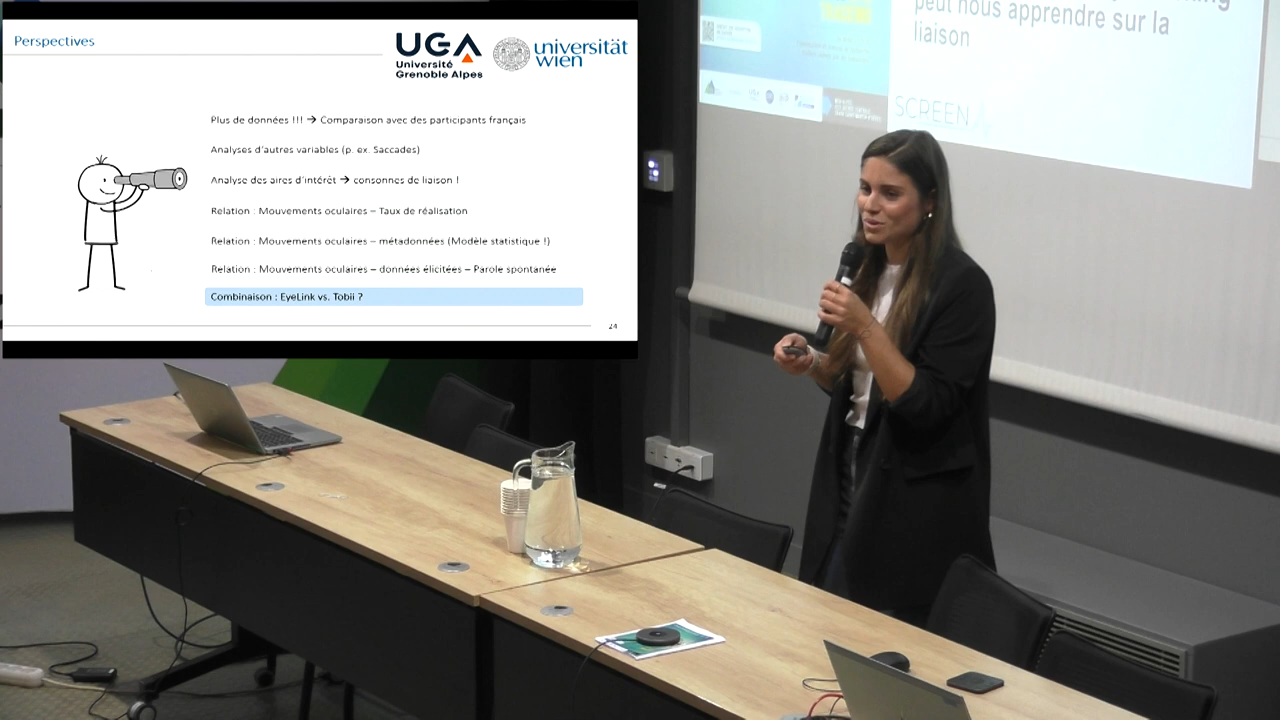 Perspectives
UGA
Université
Grenoble Alpes
universität
wien
Plus de données !!! → Comparaison avec des participants français
Analyses d'autres variables (p. ex. Saccades)
Analyse des aires d'intérêt → consonnes de liaison !
Relation : Mouvements oculaires – Taux de réalisation
Relation : Mouvements oculaires – métadonnées (Modèle statistique !)
Relation : Mouvements oculaires – données élicitées – Parole spontanée
Combinaison : EyeLink vs. Tobii ?
24
peut nous apprendre sur la
liaison
SCREEN